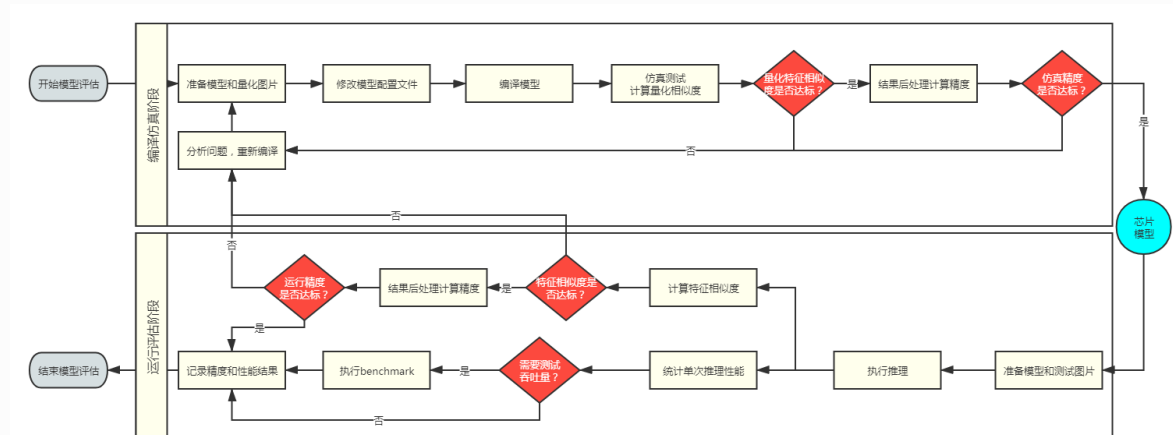 开始模型评估
编译仿真阶段
准备模型和量化图片
修改模型配置文件
编译模型
仿真测试
计算量化相似度
量化特征相似
度是否达标？
是
结果后处理计算精度
仿真精度
是否达标？
是
分析问题，重新编译
否
芯片
模型
否
否
运行评估阶段
运行精度
是否达标？
结果后处理计算精度
是
特征相似度是
否达标？
计算特征相似度
是
结束模型评估
记录精度和性能结果
执行benchmark
是
需要测试
吞吐量？
统计单次推理性能
执行推理
准备模型和测试图片
否